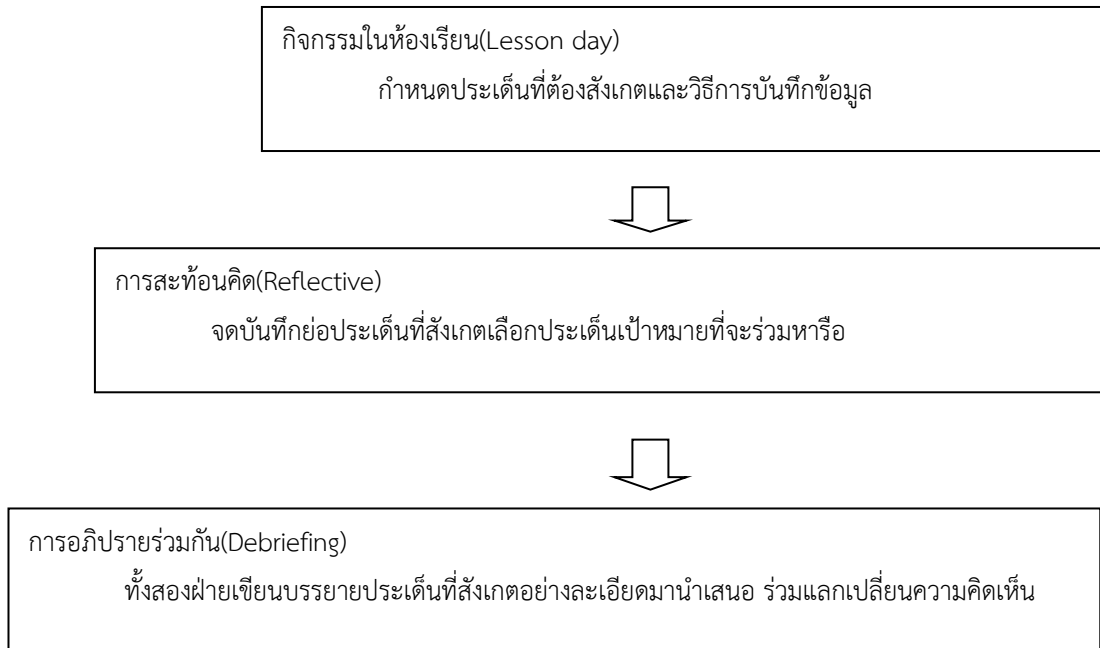 กิจกรรมในห้องเรียน(Lesson day)
กำหนดประเด็นที่ต้องสังเกตและวิธีการบันทึกข้อมูล
การสะท้อนคิด(Reflective)
จดบันทึกย่อประเด็นที่สังเกตเลือกประเด็นเป้าหมายที่จะร่วมหารือ
การอภิปรายร่วมกัน(Debriefing)
ทั้งสองฝ่ายเขียนบรรยายประเด็นที่สังเกตอย่างละเอียดมานำเสนอ ร่วมแลกเปลี่ยนความคิดเห็น